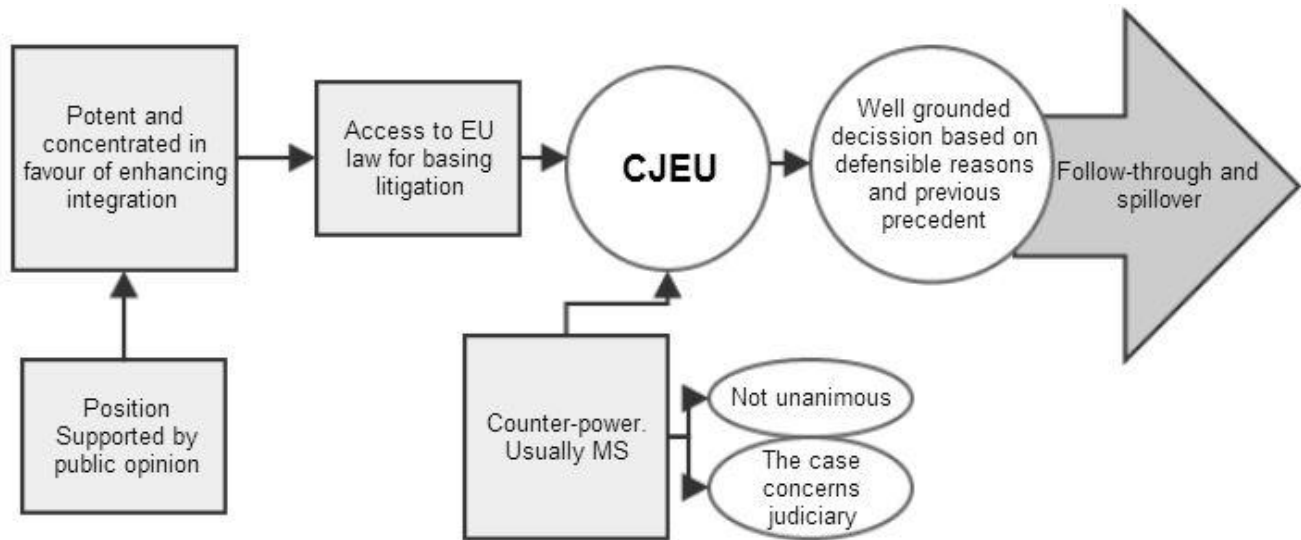 Potent and
concentrated in
favour of enhancing
integration
Access to EU
law for basing
litigation
CJEU
Well grounded
decission based on
defensible reasons
and previous
precedent
Follow-through and
spillover
Position
Supported by
public opinion
Counter-power.
Usually MS
Not unanimous
The case
concerns
judiciary